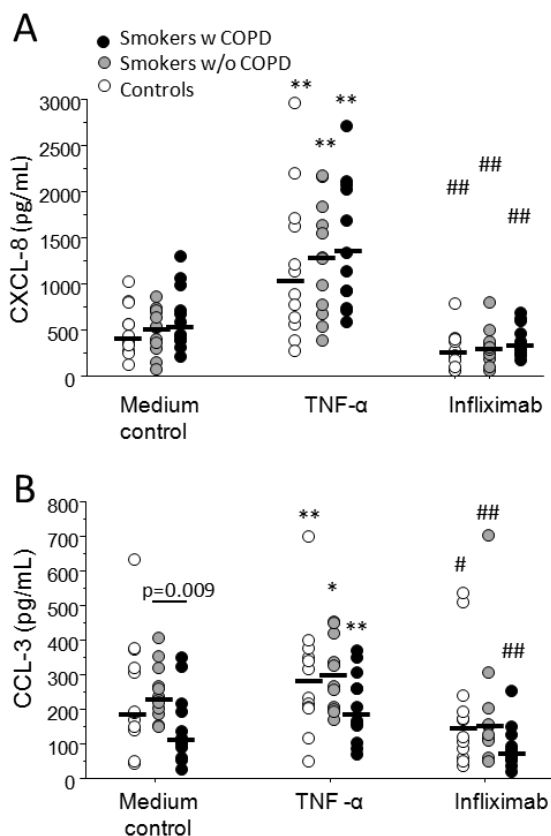 A
Smokers w COPD
Smokers w/o COPD
Controls
CXCL-8 (pg/mL)
3000
2500
2000
1500
1000
500
0
**
**
**
##
##
##
Medium
control
TNF-α
Infliximab
B
CCL-3 (pg/mL)
800
700
600
500
400
300
200
100
0
p=0.009
**
*
**
#
##
##
Medium
control
TNF -α
Infliximab